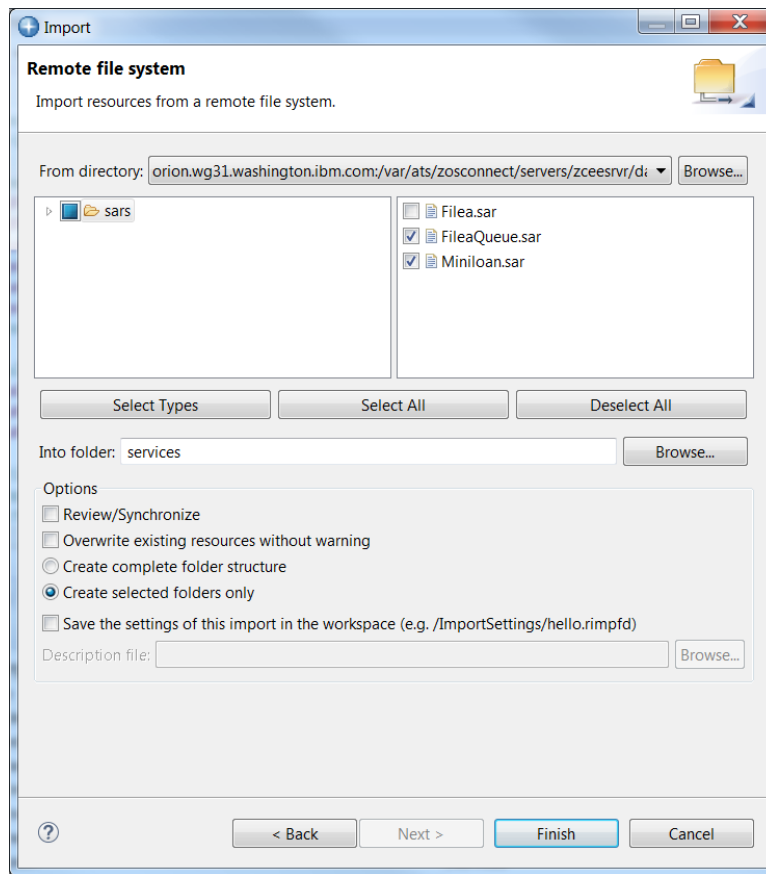 Import
Remote file system
Import resources from a remote file system.
From directory: orion.wg31.washington.ibm.com:/var/ats/zosconnect/servers/zceesrvr/da Browse...
sars
Filea.sar
FileaQueue.sar
Miniloan.sar
Select Types Select All Deselect All
Into folder: services Browse...
Options
Review/Synchronize
Overwrite existing resources without warning
Create complete folder structure
Create selected folders only
Save the settings of this import in the workspace (e.g. /ImportSettings/hello.rimpfd)
Description file: Browse...
? < Back Next > Finish Cancel